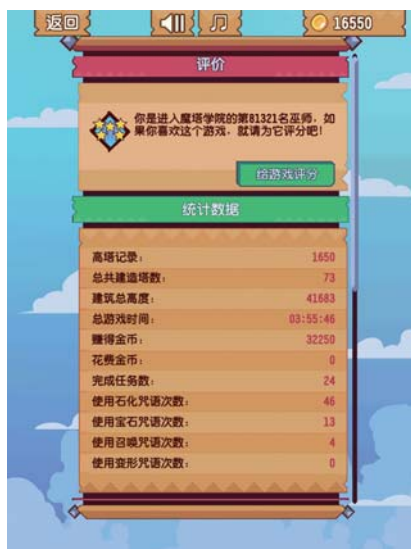 返回
16550
评价
你是进入魔塔学院的第81321名巫师，如
果你喜欢这个游戏，就请为它评分吧！
给游戏评分
统计数据
高塔记录： 1650
总共建造塔数： 73
建筑总高度： 41683
总游戏时间： 03:55:46
赚得金币： 32250
花费金币： 0
完成任务数： 24
使用石化咒语次数： 46
使用宝石咒语次数： 13
使用召唤咒语次数： 4
使用变形咒语次数： 0